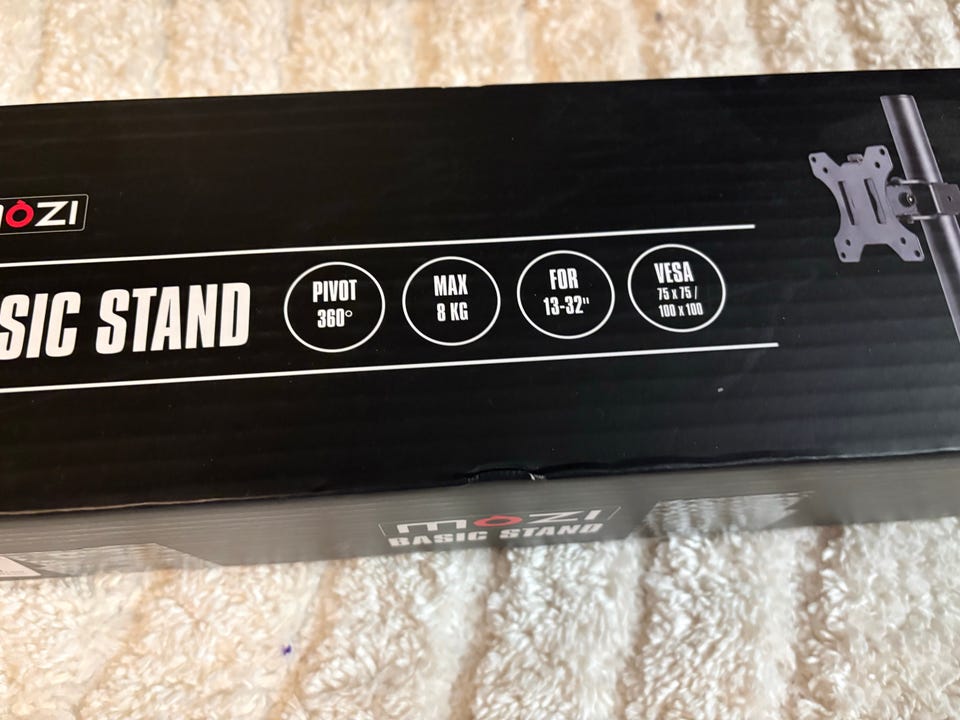 mozi
SIC STAND
PIVOT
360°
MAX
8 KG
FOR
13-32"
VESA
75 x 75 /
100 x 100
mozi
BASIC STAND